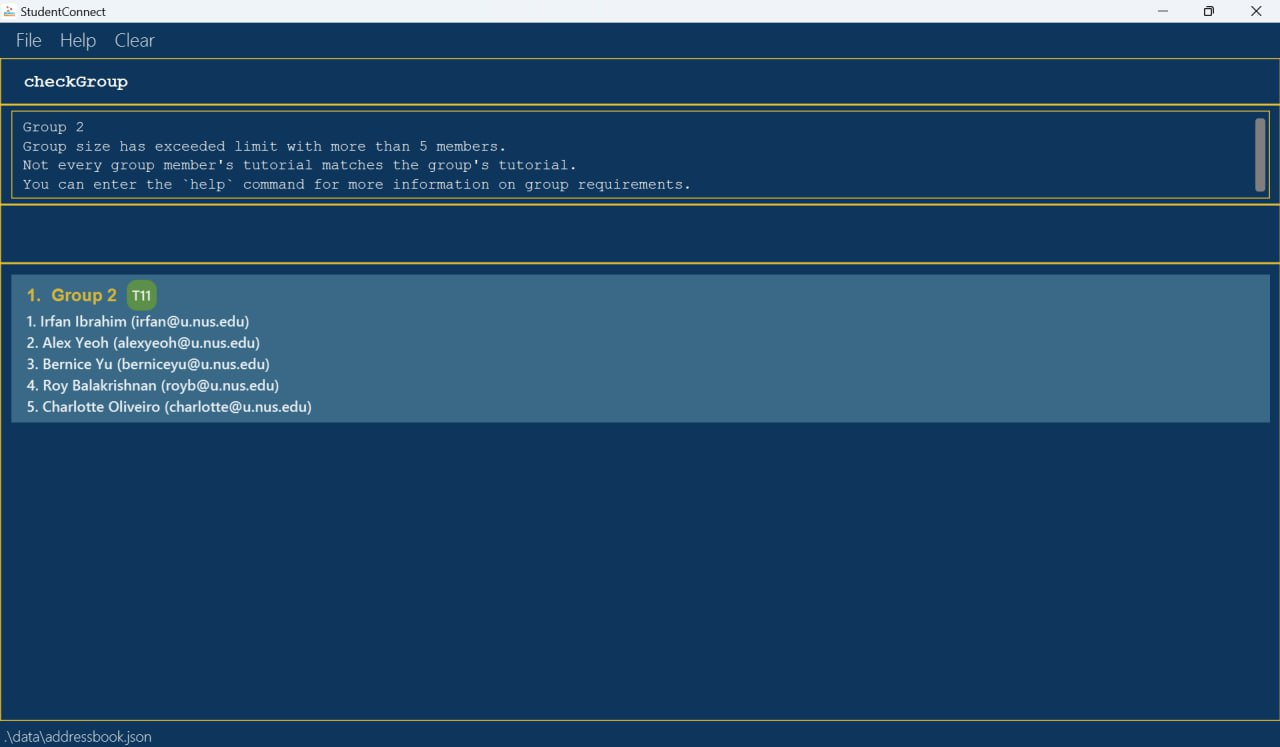 StudentConnect
File Help Clear
checkGroup
Group 2
Group size has exceeded limit with more than 5 members.
Not every group member's tutorial matches the group's tutorial.
You can enter the `help` command for more information on group requirements.
1. Group 2 T11
1. Irfan Ibrahim (irfan@u.nus.edu)
2. Alex Yeoh (alexyeoh@u.nus.edu)
3. Bernice Yu (berniceyu@u.nus.edu)
4. Roy Balakrishnan (royb@u.nus.edu)
5. Charlotte Oliveiro (charlotte@u.nus.edu)
.\data\addressbook.json